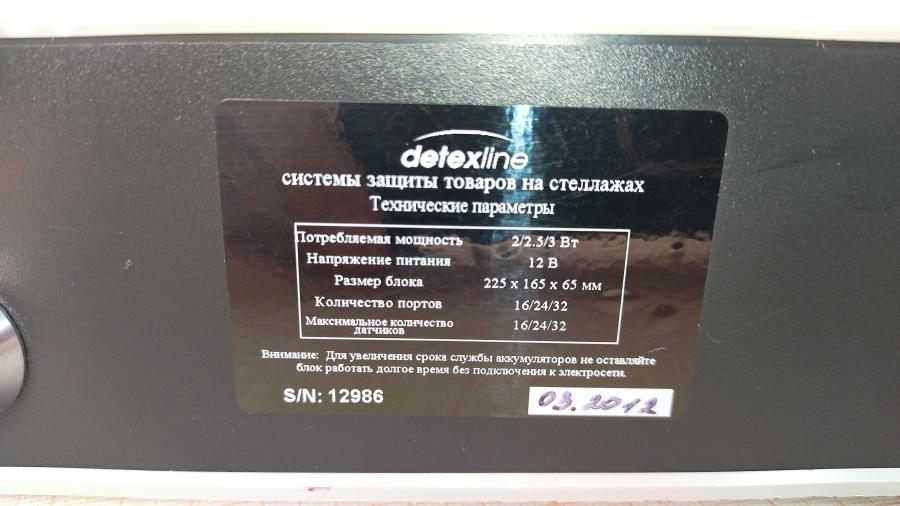 detexline
системы защиты товаров на стеллажах
Технические параметры
Потребляемая мощность 2/2.5/3 Вт
Напряжение питания 12 В
Размер блока 225 х 165 х 65 мм
Количество портов 16/24/32
Максимальное количество датчиков 16/24/32
Внимание: Для увеличения срока службы аккумуляторов не оставляйте
блок работать долгое время без подключения к электросети.
S/N: 12986 03.2012